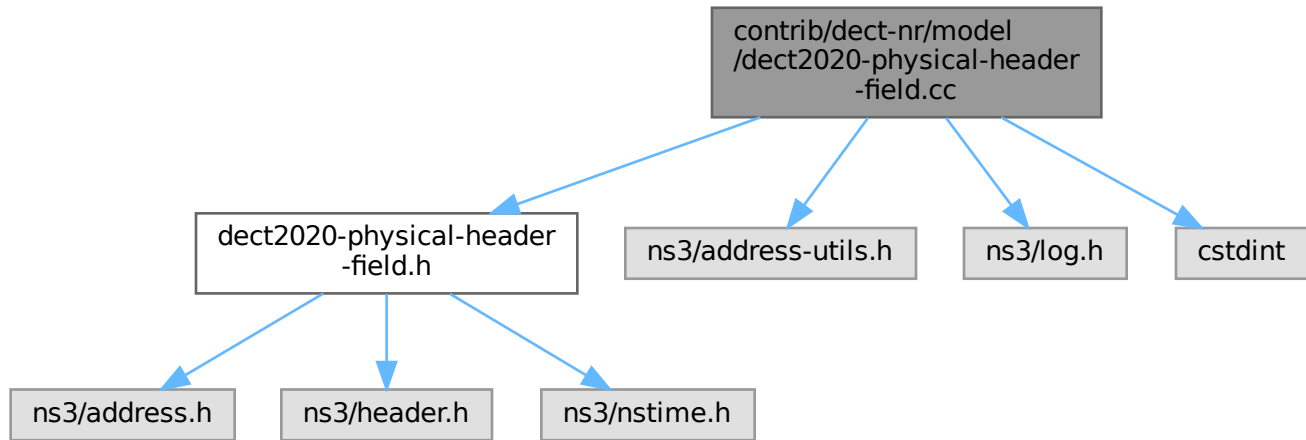 contrib/dect-nr/model
/dect2020-physical-header
-field.cc
dect2020-physical-header
-field.h
ns3/address-utils.h
ns3/log.h
cstdint
ns3/address.h
ns3/header.h
ns3/nstime.h